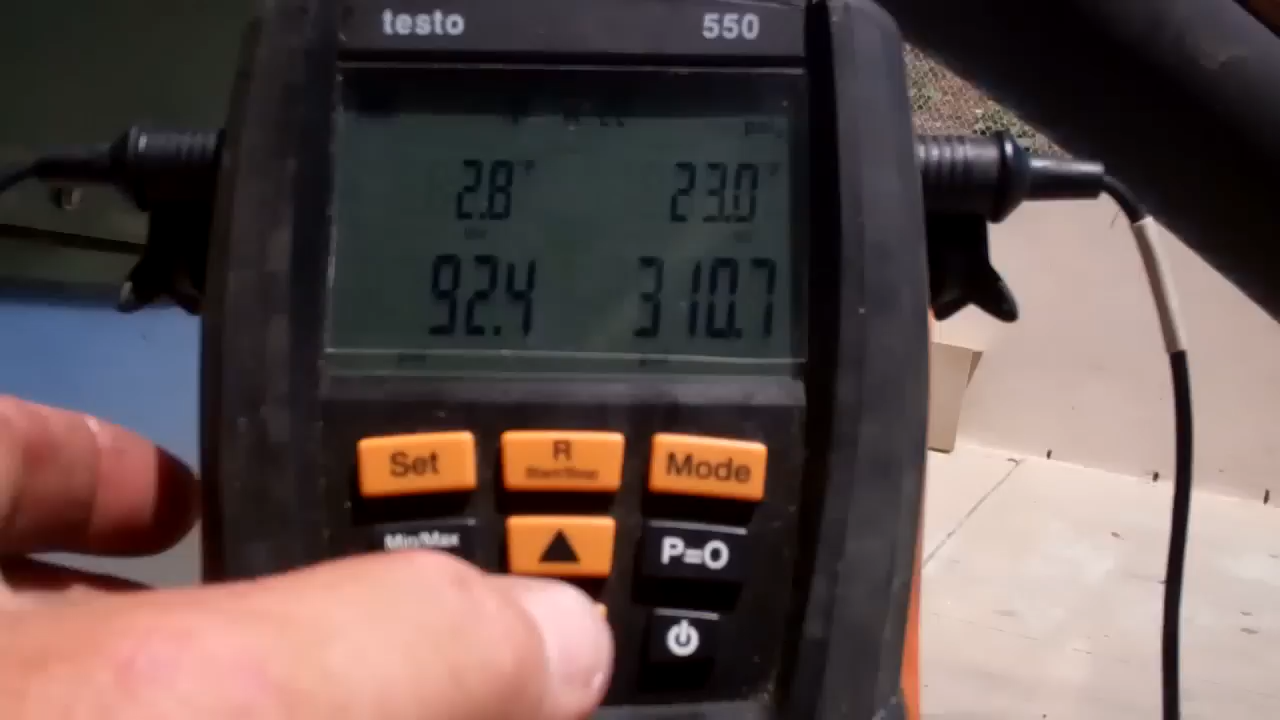 testo 550
2.8 23.0
92.4 310.7
Set R Mode
Start/Stop
Min/Max P=O